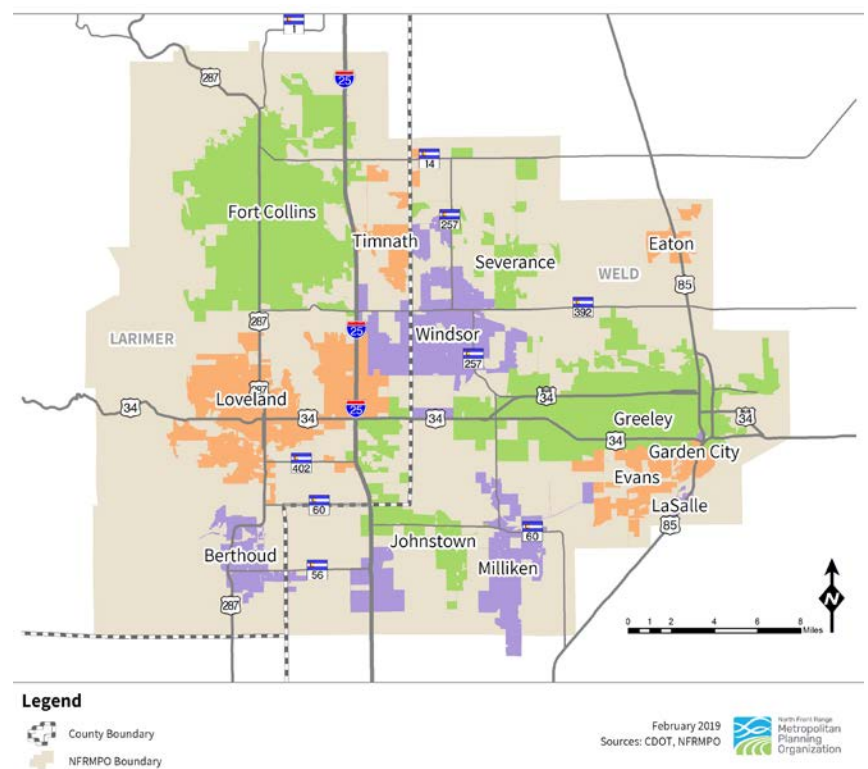 1
287
25
14
Fort Collins
257
Timnath
Eaton
Severance
WELD
85
392
287
25
LARIMER
Windsor
257
287
Loveland
34
34
25
34
34
34
Greeley
34
34
Garden City
402
Evans
60
LaSalle
85
Johnstown
60
Berthoud
56
Milliken
287
N
0 1 2 4 6 8
Miles
Legend
County Boundary
NFRMPO Boundary
February 2019
Sources: CDOT, NFRMPO
North Front Range
Metropolitan
Planning
Organization